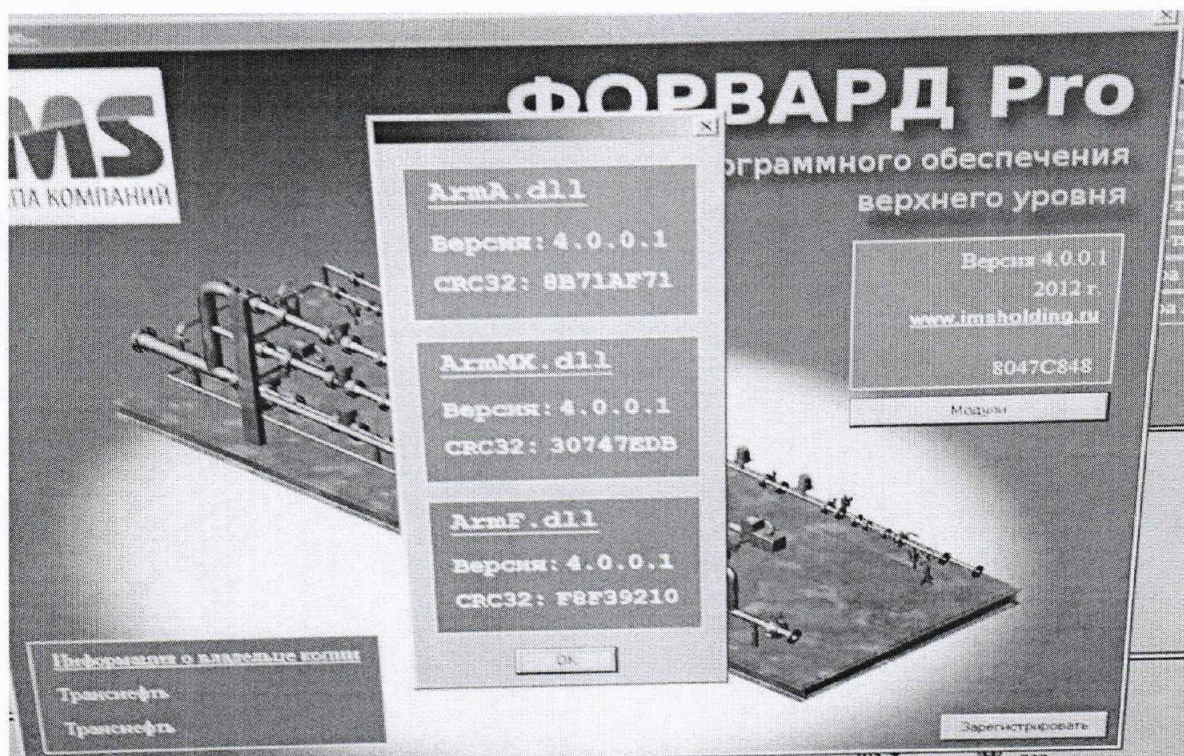 ФОРВАРД Pro
ограммного обеспечения
верхнего уровня
MS
ПА КОМПАНИЙ
ArmA.dll
Версия: 4.0.0.1
CRC32: 8B71AF71
ArmMX.dll
Версия: 4.0.0.1
CRC32: 30747EDB
ArmF.dll
Версия: 4.0.0.1
CRC32: F8F39210
OK
Версия 4.0.0.1
2012 г.
www.imsholding.ru
8047C848
Модули
Информация о владельце копии
Транснефть
Транснефть
Зарегистрировать